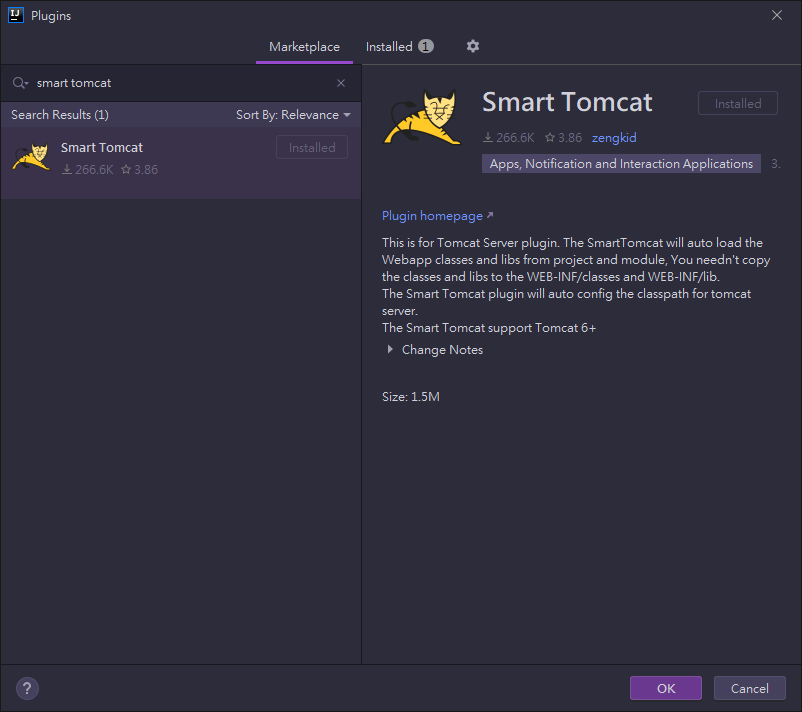 IJ Plugins
Marketplace Installed 1
smart tomcat
Search Results (1) Sort By: Relevance
Smart Tomcat Installed
266.6K 3.86
Smart Tomcat Installed
266.6K 3.86 zengkid
Apps, Notification and Interaction Applications 3.
Plugin homepage
This is for Tomcat Server plugin. The SmartTomcat will auto load the
Webapp classes and libs from project and module, You needn't copy
the classes and libs to the WEB-INF/classes and WEB-INF/lib.
The Smart Tomcat plugin will auto config the classpath for tomcat
server.
The Smart Tomcat support Tomcat 6+
Change Notes
Size: 1.5M
? OK Cancel